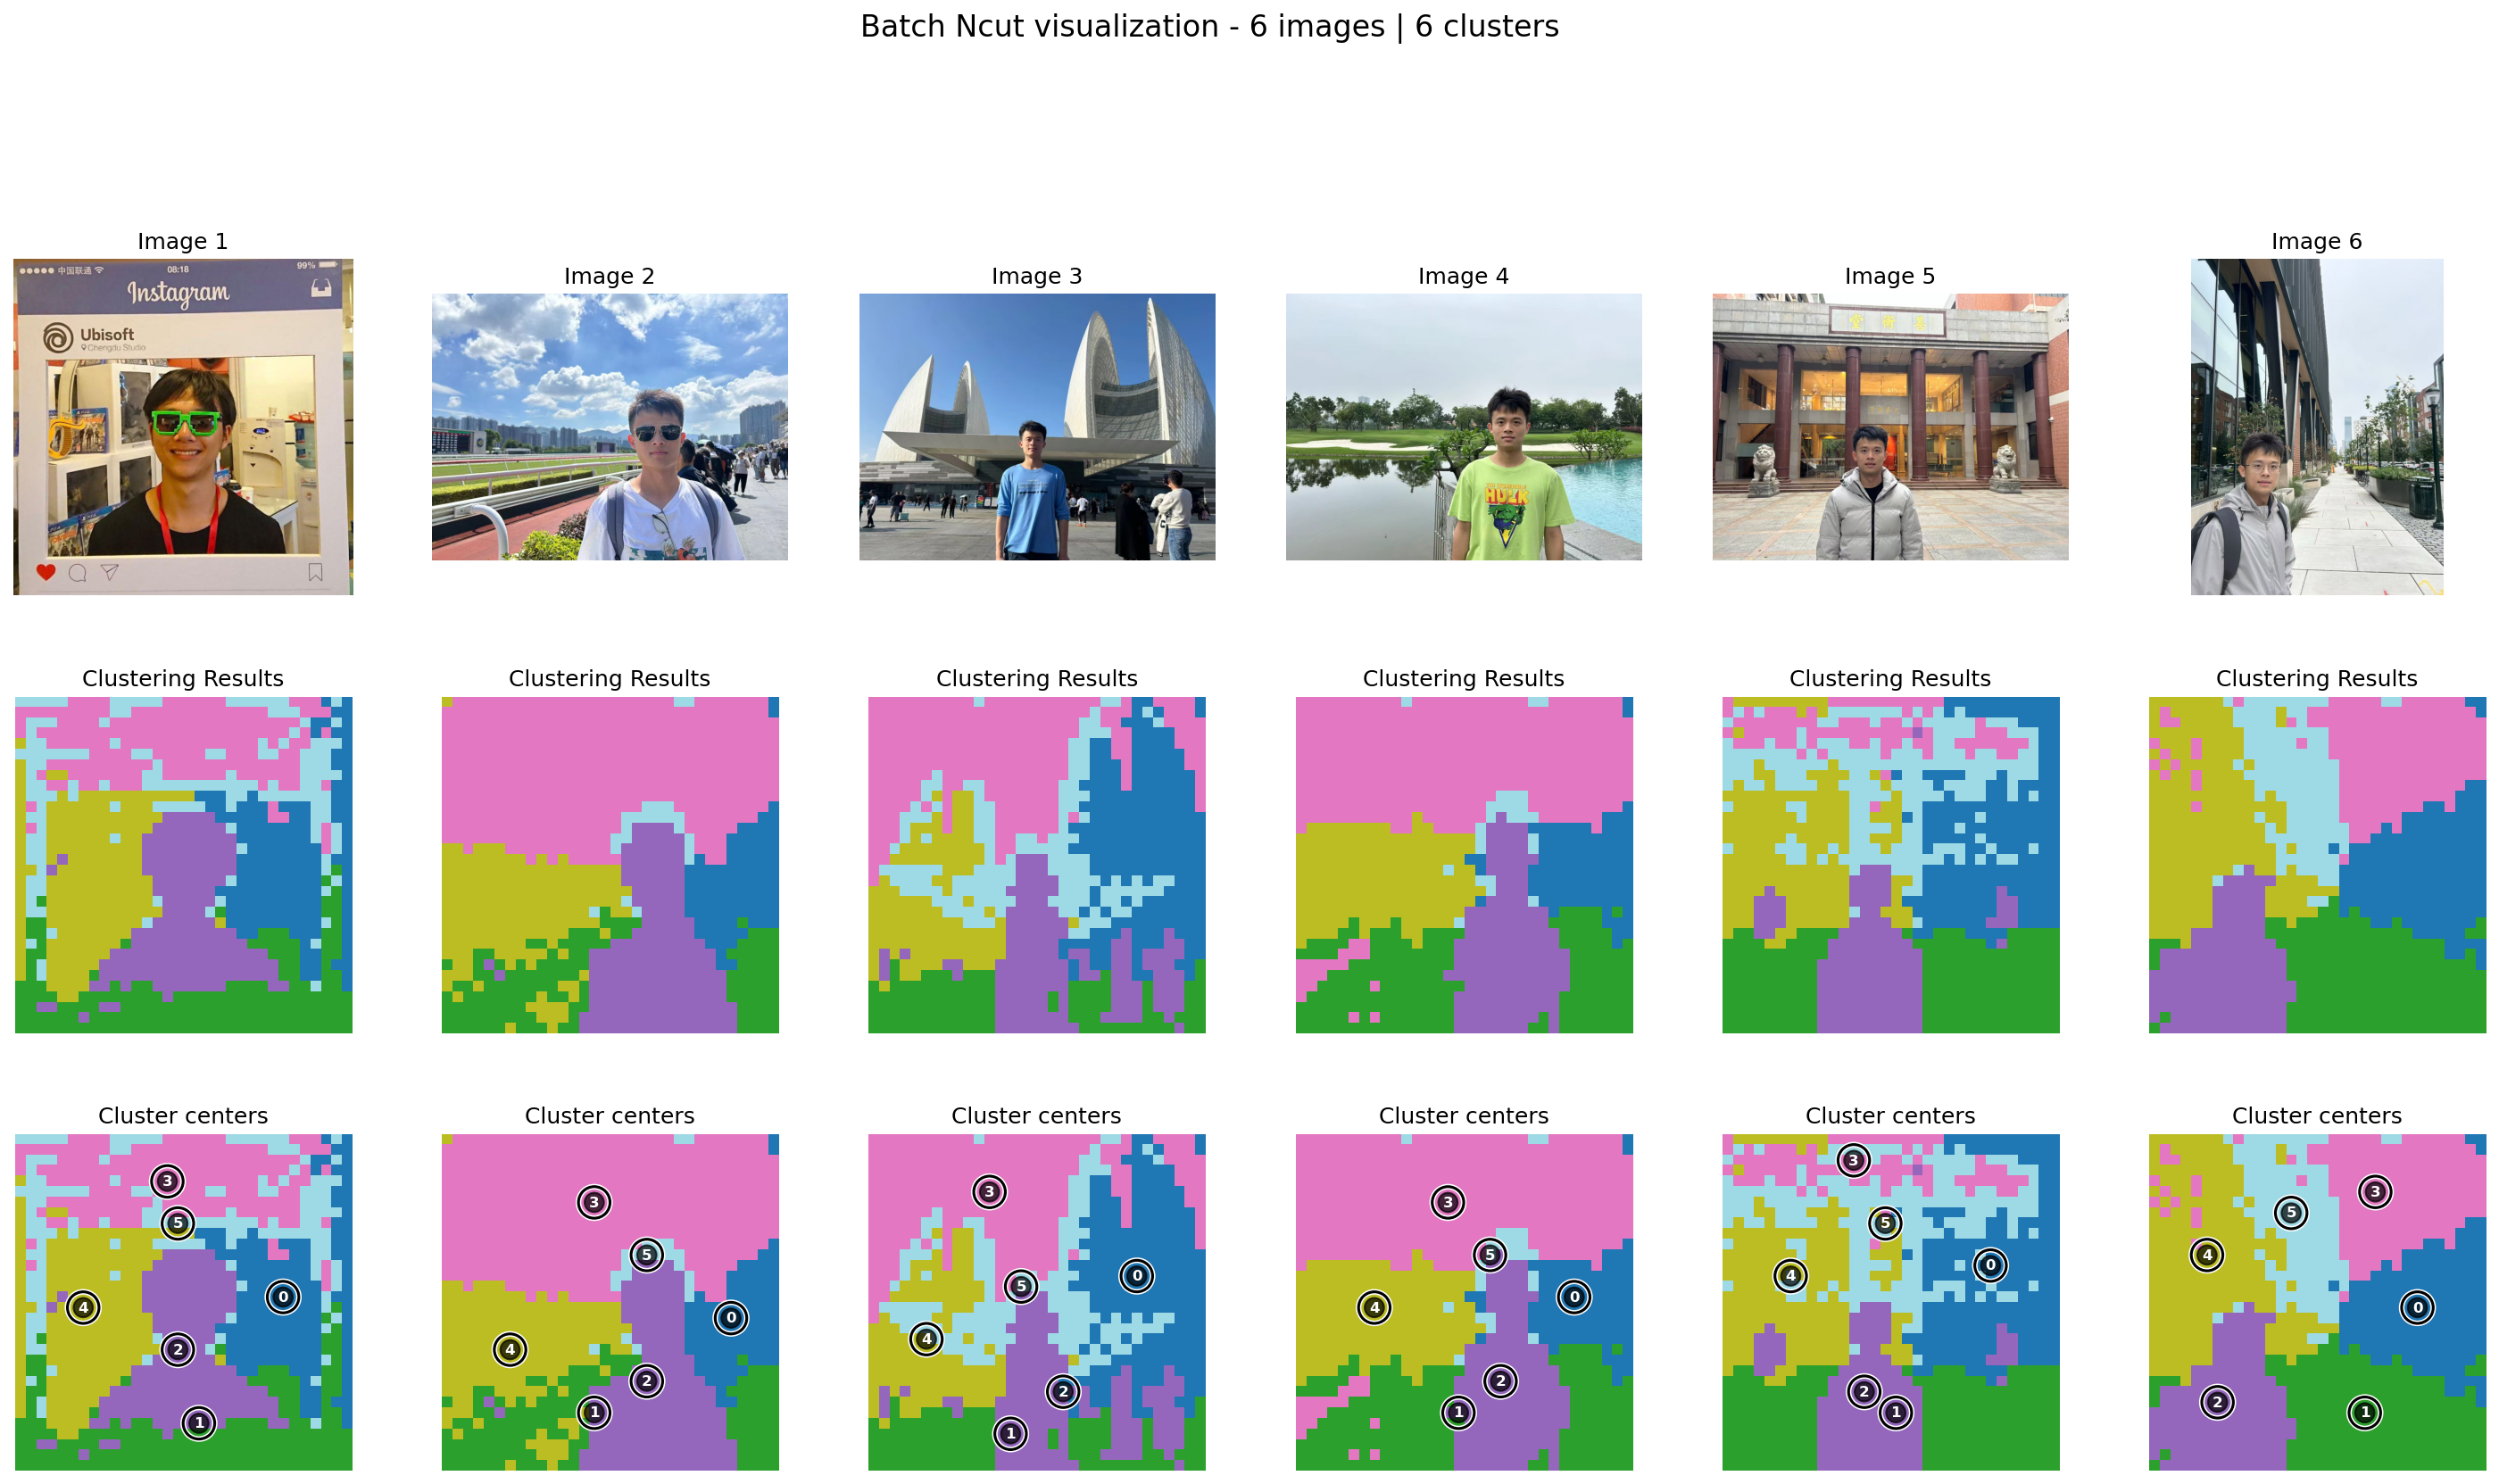 Batch Ncut visualization - 6 images | 6 clusters
Image 1
Image 2
Image 3
Image 4
Image 5
Image 6
中国联通
08:18
99%
Instagram
Ubisoft
Chengdu Studio
HULK
Clustering Results
Clustering Results
Clustering Results
Clustering Results
Clustering Results
Clustering Results
Cluster centers
Cluster centers
Cluster centers
Cluster centers
Cluster centers
Cluster centers
3
5
4
0
2
1
3
5
0
4
2
1
3
5
0
4
2
1
3
5
0
4
2
1
3
5
0
4
2
1
3
5
4
0
2
1